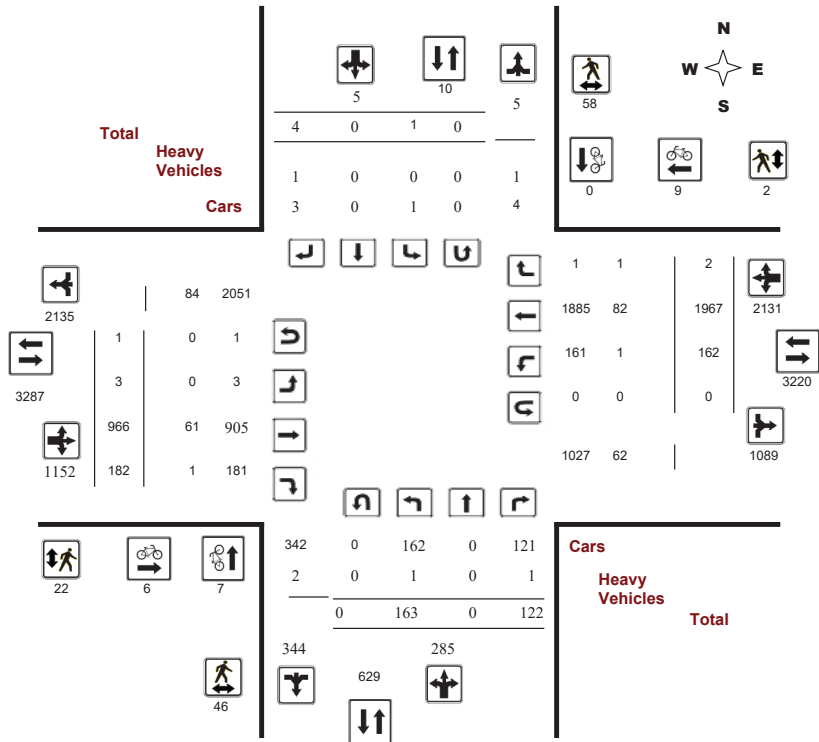 N
W E
S
5 10 5
58
Total 4 0 1 0
Heavy
Vehicles 1 0 0 0 1
Cars 3 0 1 0 4
0 9 2
84 2051
2135
1 1 2
1885 82 1967 2131
1 0 1
161 1 162
3287
3 0 3
3220
0 0 0
966 61 905
1152 182 1 181
1027 62 1089
342 0 162 0 121 Cars
2 0 1 0 1 Heavy
Vehicles
0 163 0 122 Total
22 6 7
344 285
629
46